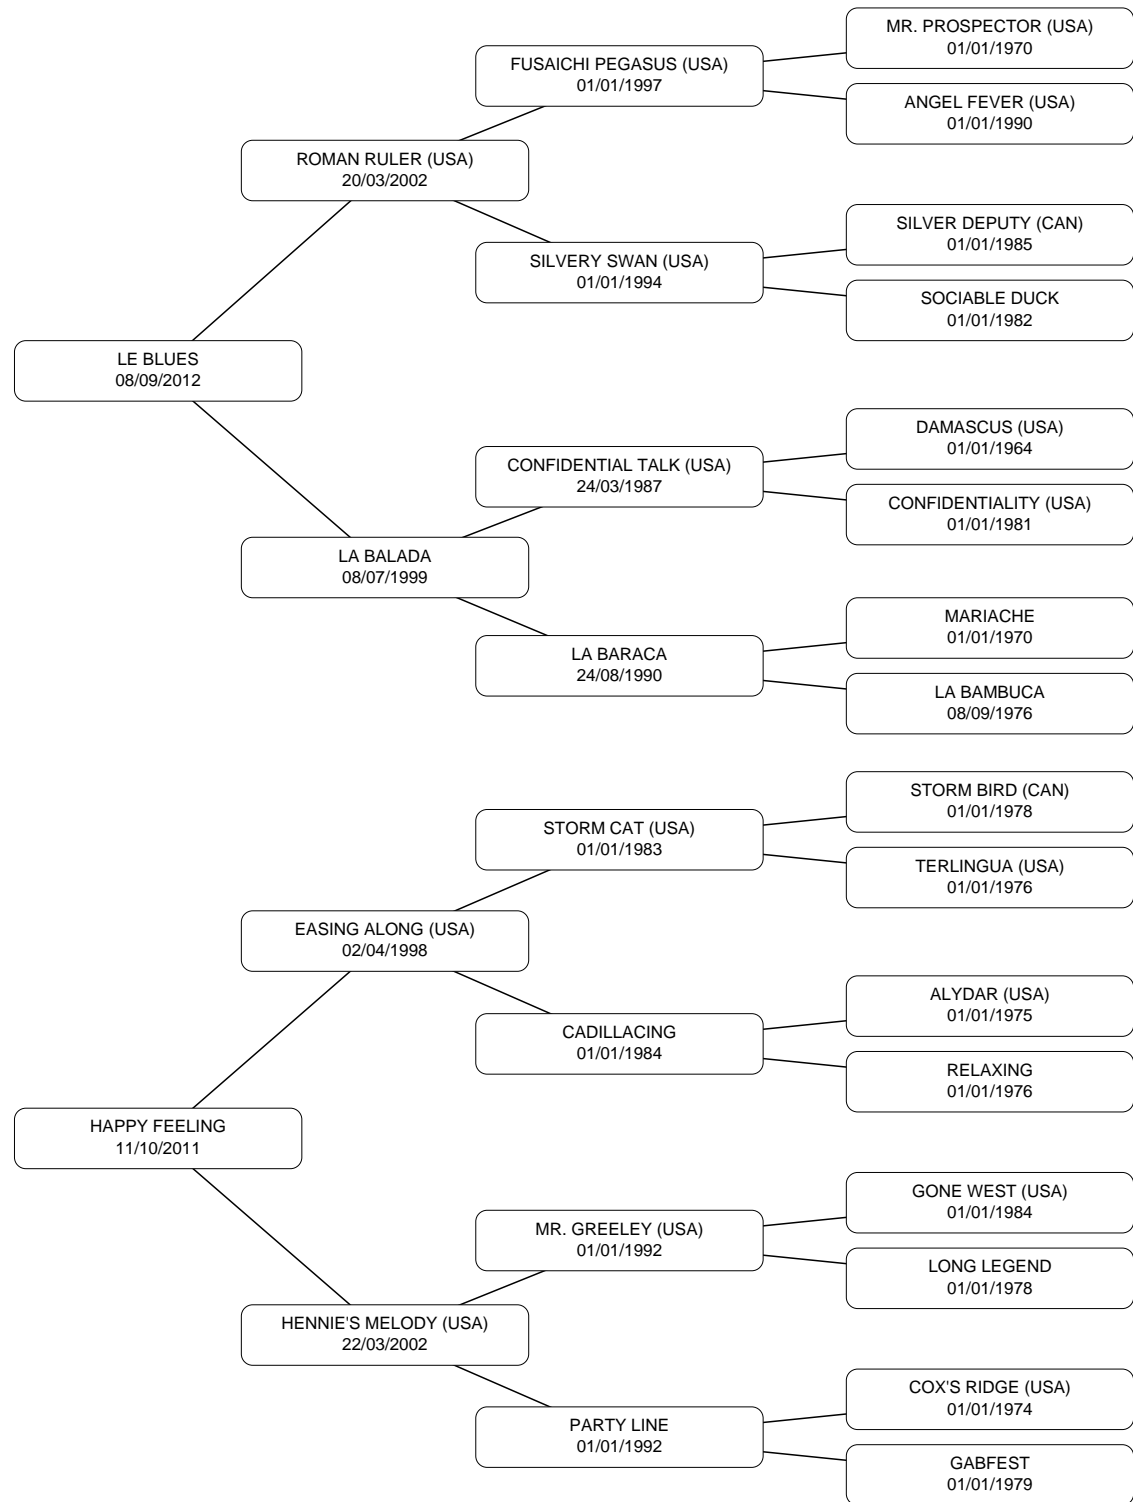 MR. PROSPECTOR (USA)
01/01/1970
FUSAICHI PEGASUS (USA)
01/01/1997
ANGEL FEVER (USA)
01/01/1990
ROMAN RULER (USA)
20/03/2002
SILVER DEPUTY (CAN)
01/01/1985
SILVERY SWAN (USA)
01/01/1994
SOCIABLE DUCK
01/01/1982
LE BLUES
08/09/2012
DAMASCUS (USA)
01/01/1964
CONFIDENTIAL TALK (USA)
24/03/1987
CONFIDENTIALITY (USA)
01/01/1981
LA BALADA
08/07/1999
MARIACHE
01/01/1970
LA BARACA
24/08/1990
LA BAMBUCA
08/09/1976
STORM BIRD (CAN)
01/01/1978
STORM CAT (USA)
01/01/1983
TERLINGUA (USA)
01/01/1976
EASING ALONG (USA)
02/04/1998
ALYDAR (USA)
01/01/1975
CADILLACING
01/01/1984
RELAXING
01/01/1976
HAPPY FEELING
11/10/2011
GONE WEST (USA)
01/01/1984
MR. GREELEY (USA)
01/01/1992
LONG LEGEND
01/01/1978
HENNIE'S MELODY (USA)
22/03/2002
COX'S RIDGE (USA)
01/01/1974
PARTY LINE
01/01/1992
GABFEST
01/01/1979